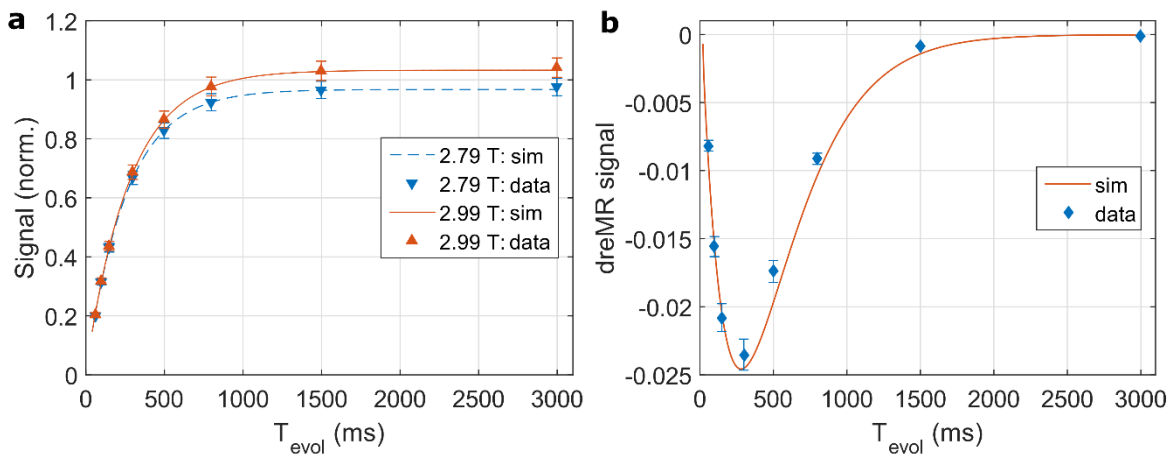 a
1.2
1
0.8
0.6
0.4
0.2
0
Signal (norm.)
0 500 1000 1500 2000 2500 3000
T_evol (ms)
2.79 T: sim
2.79 T: data
2.99 T: sim
2.99 T: data
b
0
-0.005
-0.01
-0.015
-0.02
-0.025
dreMR signal
0 500 1000 1500 2000 2500 3000
T_evol (ms)
sim
data